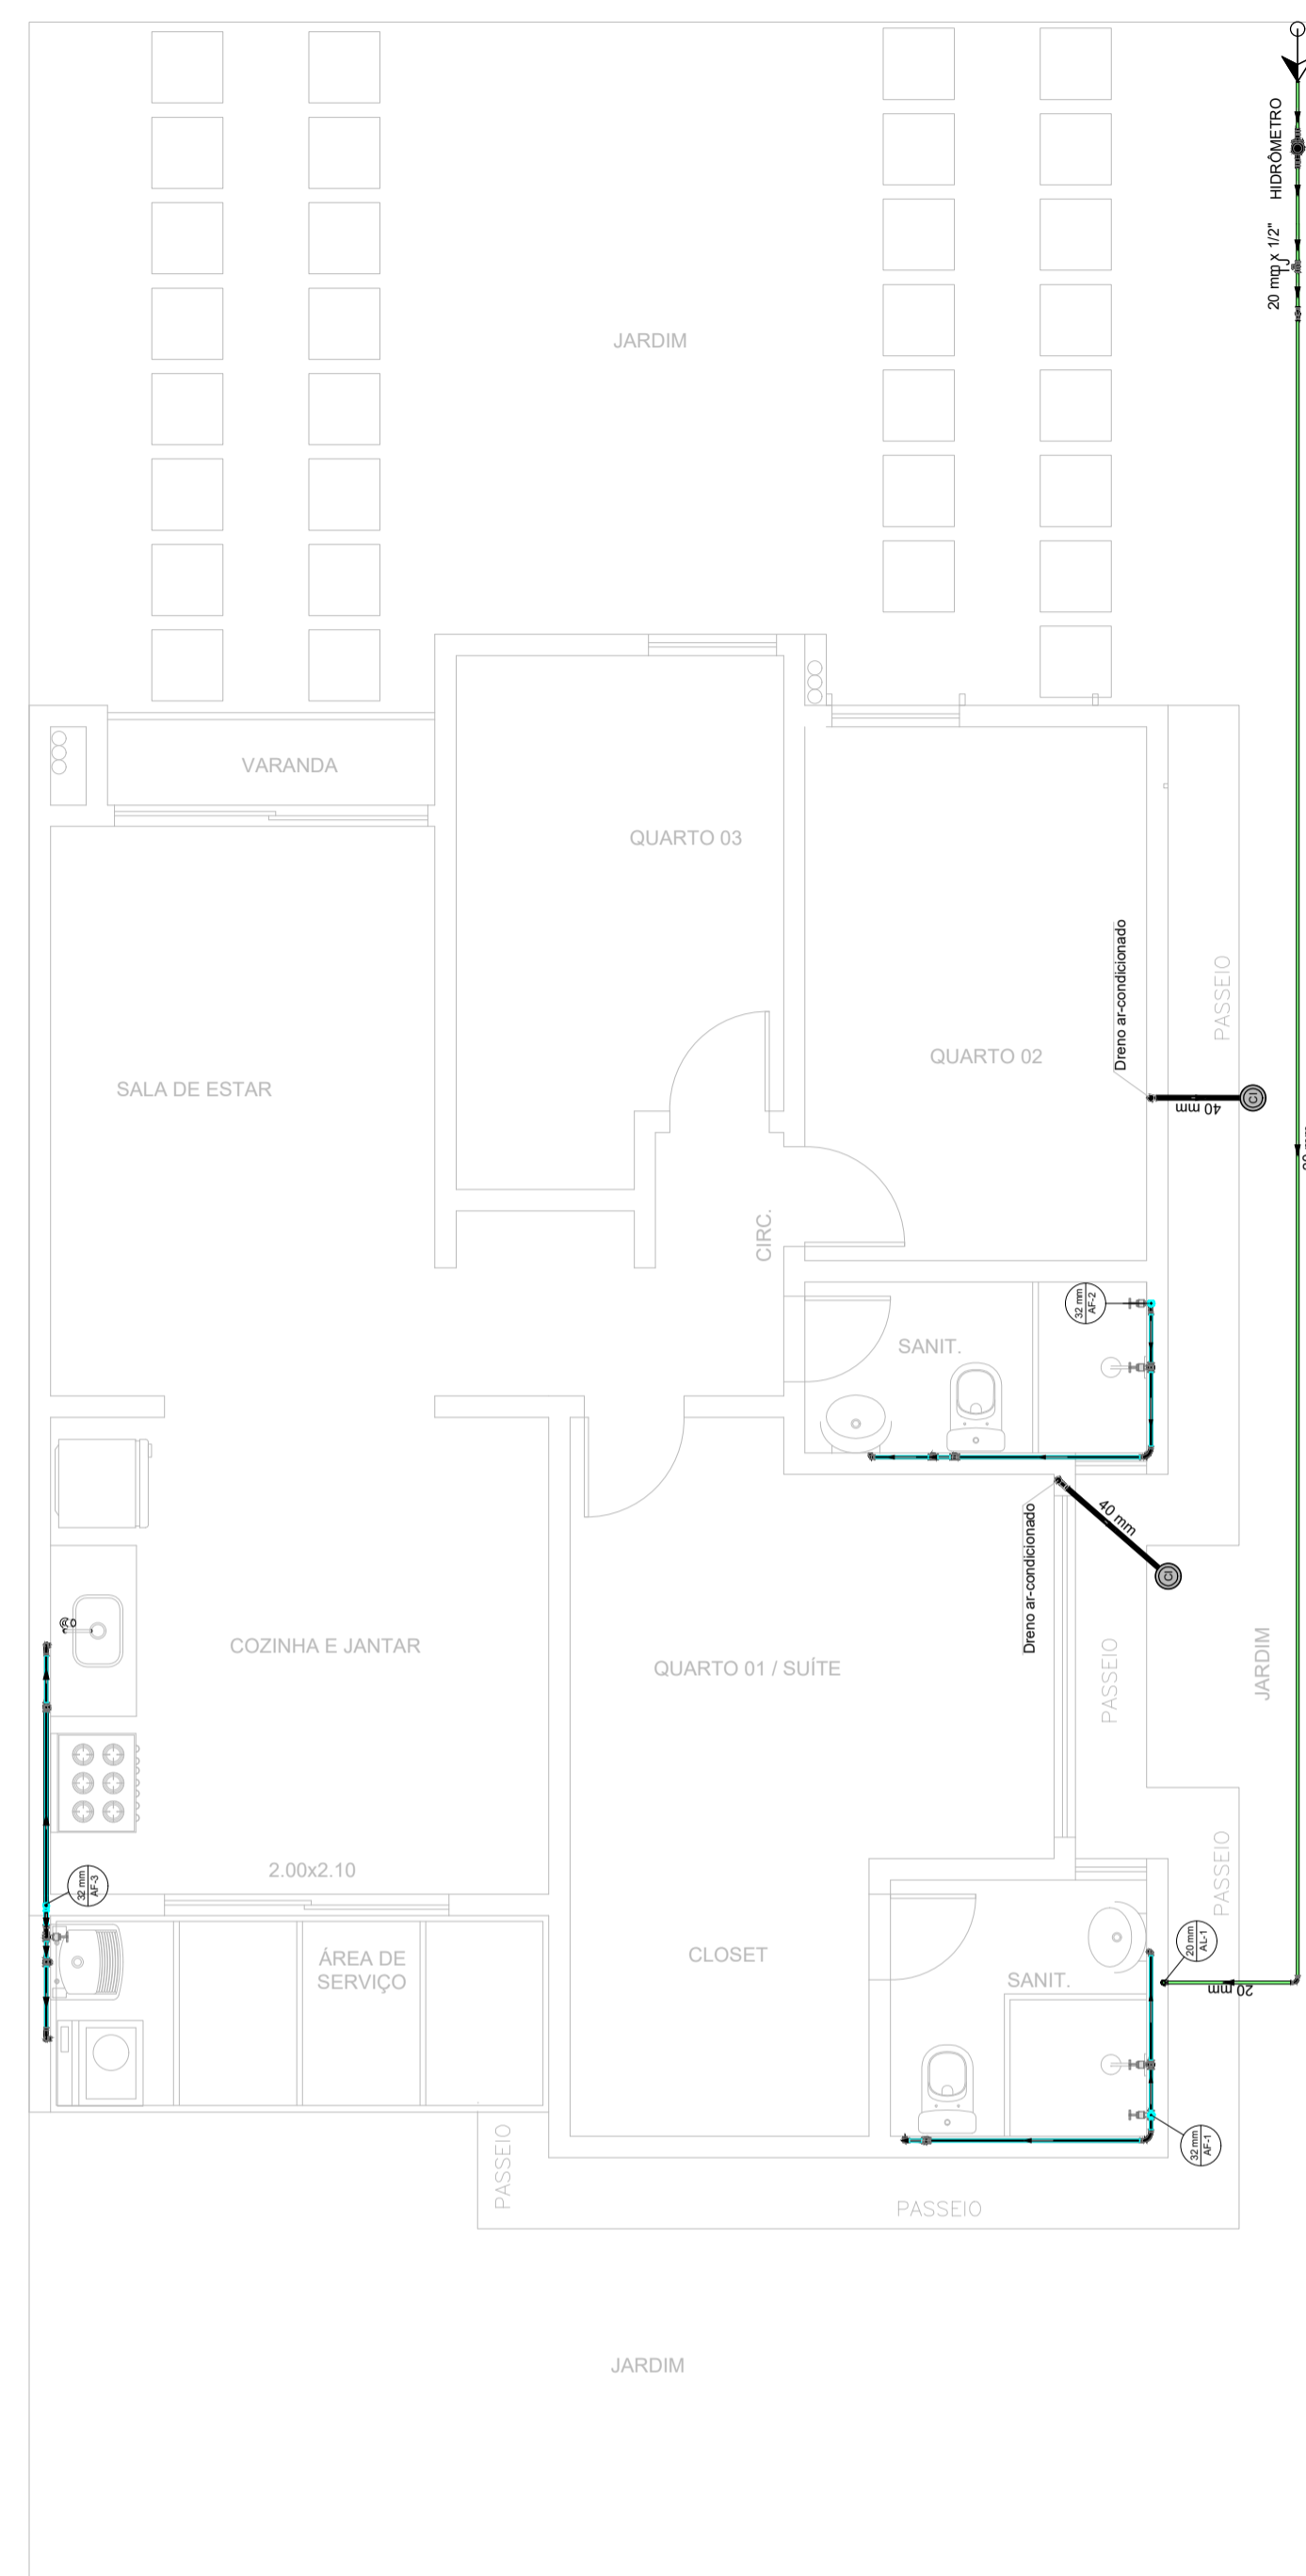 HIDRÔMETRO
20 mm x 1/2"
TJ
JARDIM
VARANDA
QUARTO 03
Dreno ar-condicionado
PASSEIO
QUARTO 02
SALA DE ESTAR
40 mm
CI
CIRC.
32 mm
AF-2
SANIT.
Dreno ar-condicionado
40 mm
CI
COZINHA E JANTAR
QUARTO 01 / SUÍTE
PASSEIO
JARDIM
2.00x2.10
32 mm
AF-3
PASSEIO
ÁREA DE
SERVIÇO
CLOSET
SANIT.
20 mm
AL-1
20 mm
32 mm
AF-1
PASSEIO
PASSEIO
JARDIM